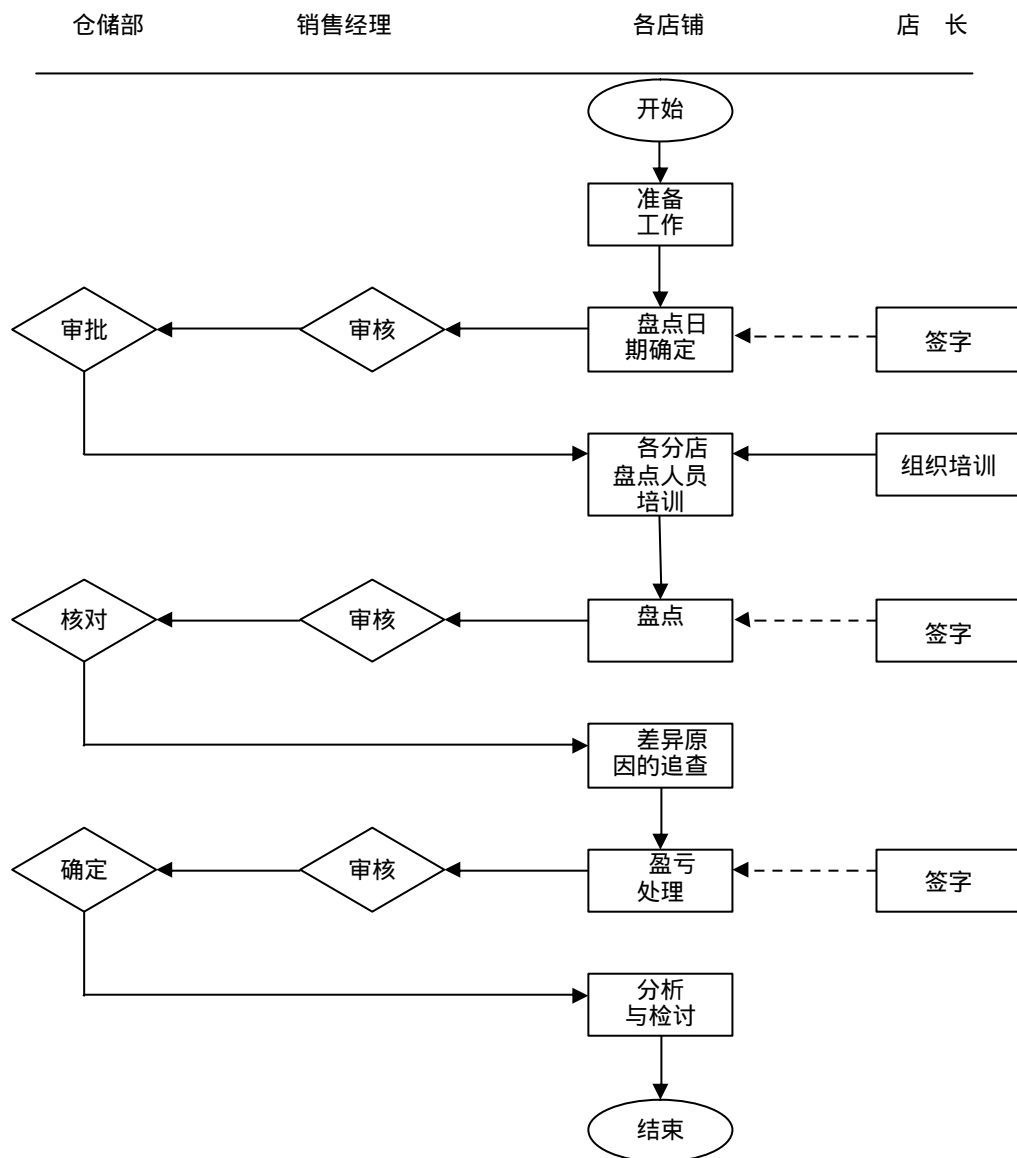 仓储部 销售经理 各店铺 店 长
开始
准备
工作
审批 审核 盘点日 签字
期确定
各分店 组织培训
盘点人员
培训
核对 审核 盘点 签字
差异原
因的追查
确定 审核 盈亏 签字
处理
分析
与检讨
结束